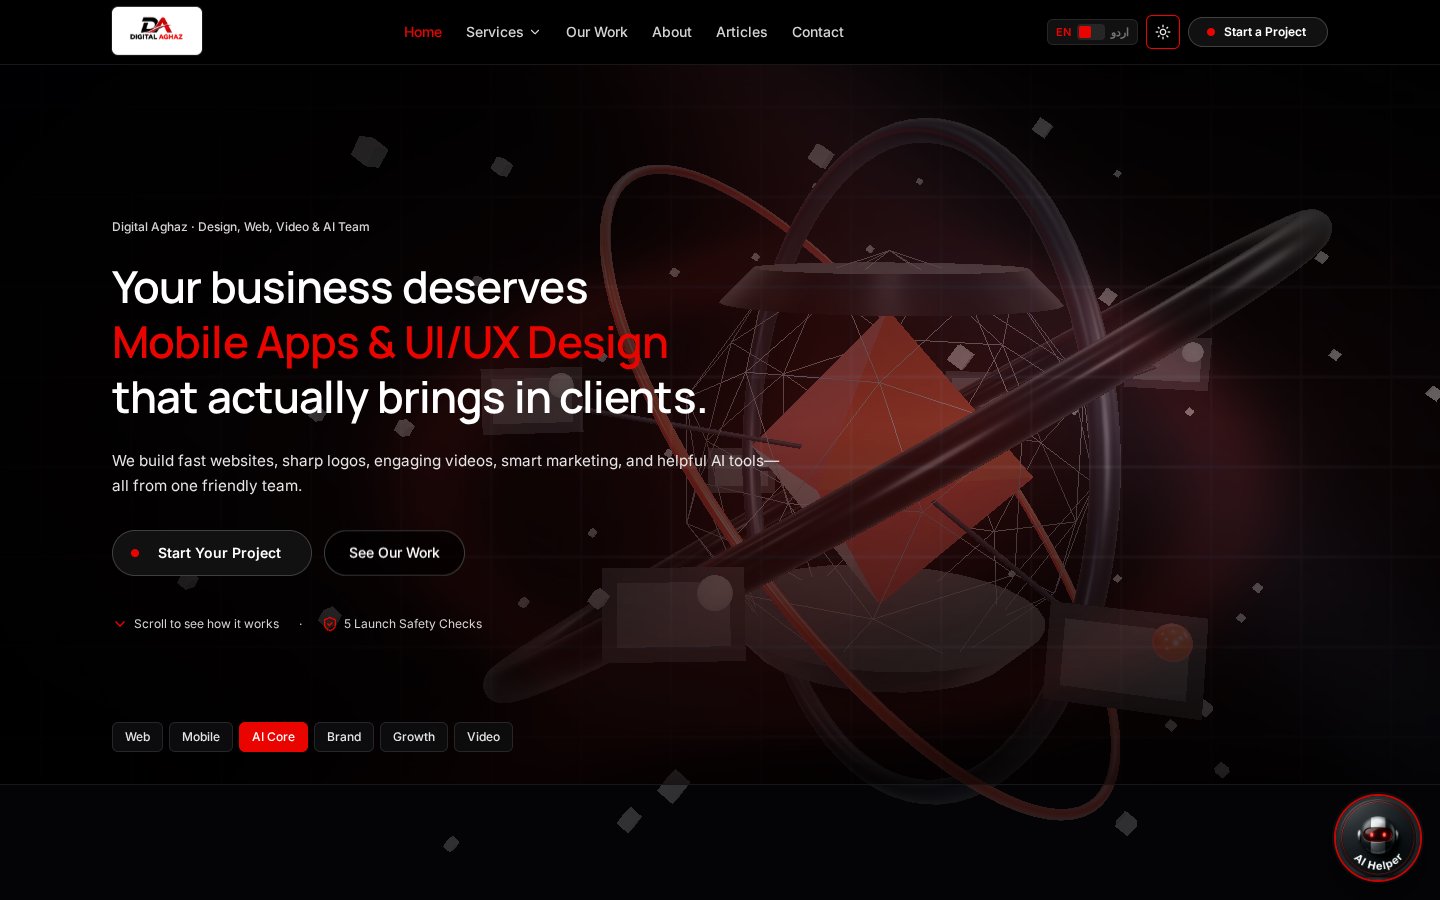 DA
DIGITAL AGHAZ
Home
Services
Our Work
About
Articles
Contact
EN
اردو
Start a Project
Digital Aghaz · Design, Web, Video & AI Team
Your business deserves
Mobile Apps & UI/UX Design
that actually brings in clients.
We build fast websites, sharp logos, engaging videos, smart marketing, and helpful AI tools—
all from one friendly team.
Start Your Project
See Our Work
Scroll to see how it works · 5 Launch Safety Checks
Web
Mobile
AI Core
Brand
Growth
Video
AI Helper